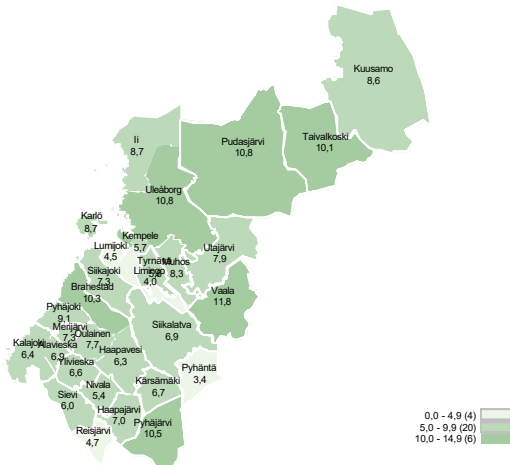 Kuusamo
8,6
Taivalkoski
10,1
Pudasjärvi
10,8
Ii
8,7
Uleåborg
10,8
Karlö
8,7
Kempele
5,7
Lumijoki
4,5
Utajärvi
7,9
Muhos
8,3
Limingo
4,0
Siikajoki
7,3
Brahestad
10,3
Vaala
11,8
Pyhäjoki
9,1
Merijärvi
7,3
Oulainen
7,7
Siikalatva
6,9
Kalajoki
6,4
Alavieska
6,9
Haapavesi
6,3
Ylivieska
6,6
Pyhäntä
3,4
Kärsämäki
6,7
Nivala
5,4
Sievi
6,0
Haapajärvi
7,0
Pyhäjärvi
10,5
Reisjärvi
4,7
0,0 - 4,9 (4)
5,0 - 9,9 (20)
10,0 - 14,9 (6)